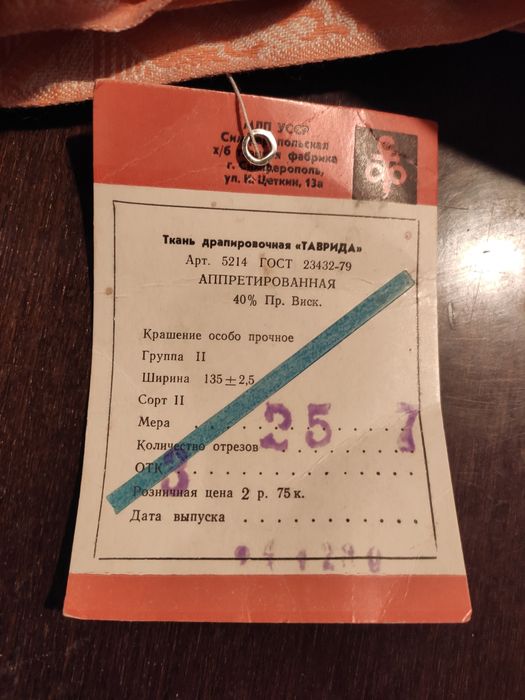 МЛП УССР
х/б фабрика
г. Симферополь,
ул. К. Цеткин, 13а
Ткань драпировочная «ТАВРИДА»
Арт. 5214 ГОСТ 23432-79
АППРЕТИРОВАННАЯ
40% Пр. Виск.
Крашение особо прочное
Группа II
Ширина 135±2,5
Сорт II
Мера 25 7
Количество отрезов
ОТК 3
Розничная цена 2 р. 75 к.
Дата выпуска